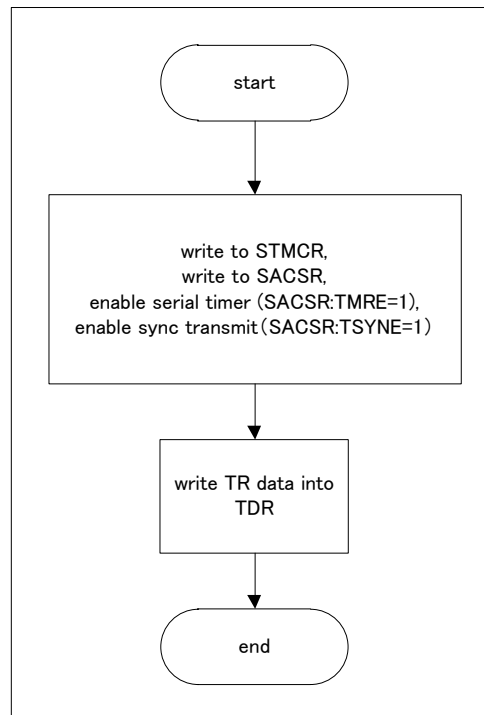 start
write to STMCR,
write to SACSR,
enable serial timer (SACSR:TMRE=1),
enable sync transmit(SACSR:TSYNE=1)
write TR data into
TDR
end